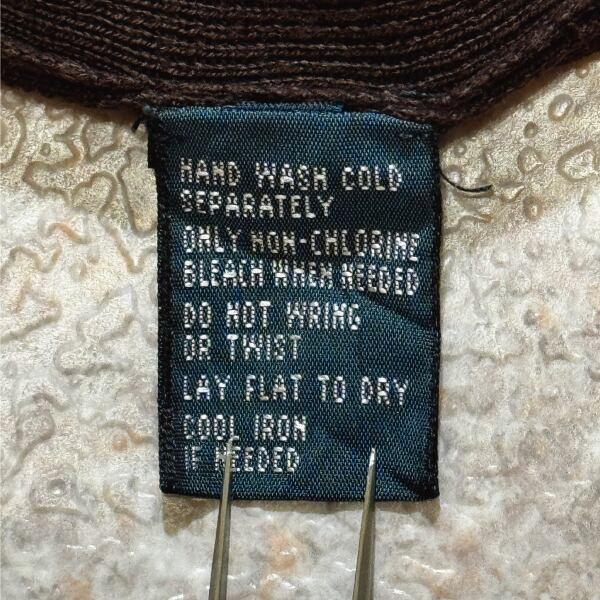 HAND WASH COLD
SEPARATELY
ONLY NON-CHLORINE
BLEACH WHEN NEEDED
DO NOT WRING
OR TWIST
LAY FLAT TO DRY
COOL IRON
IF NEEDED